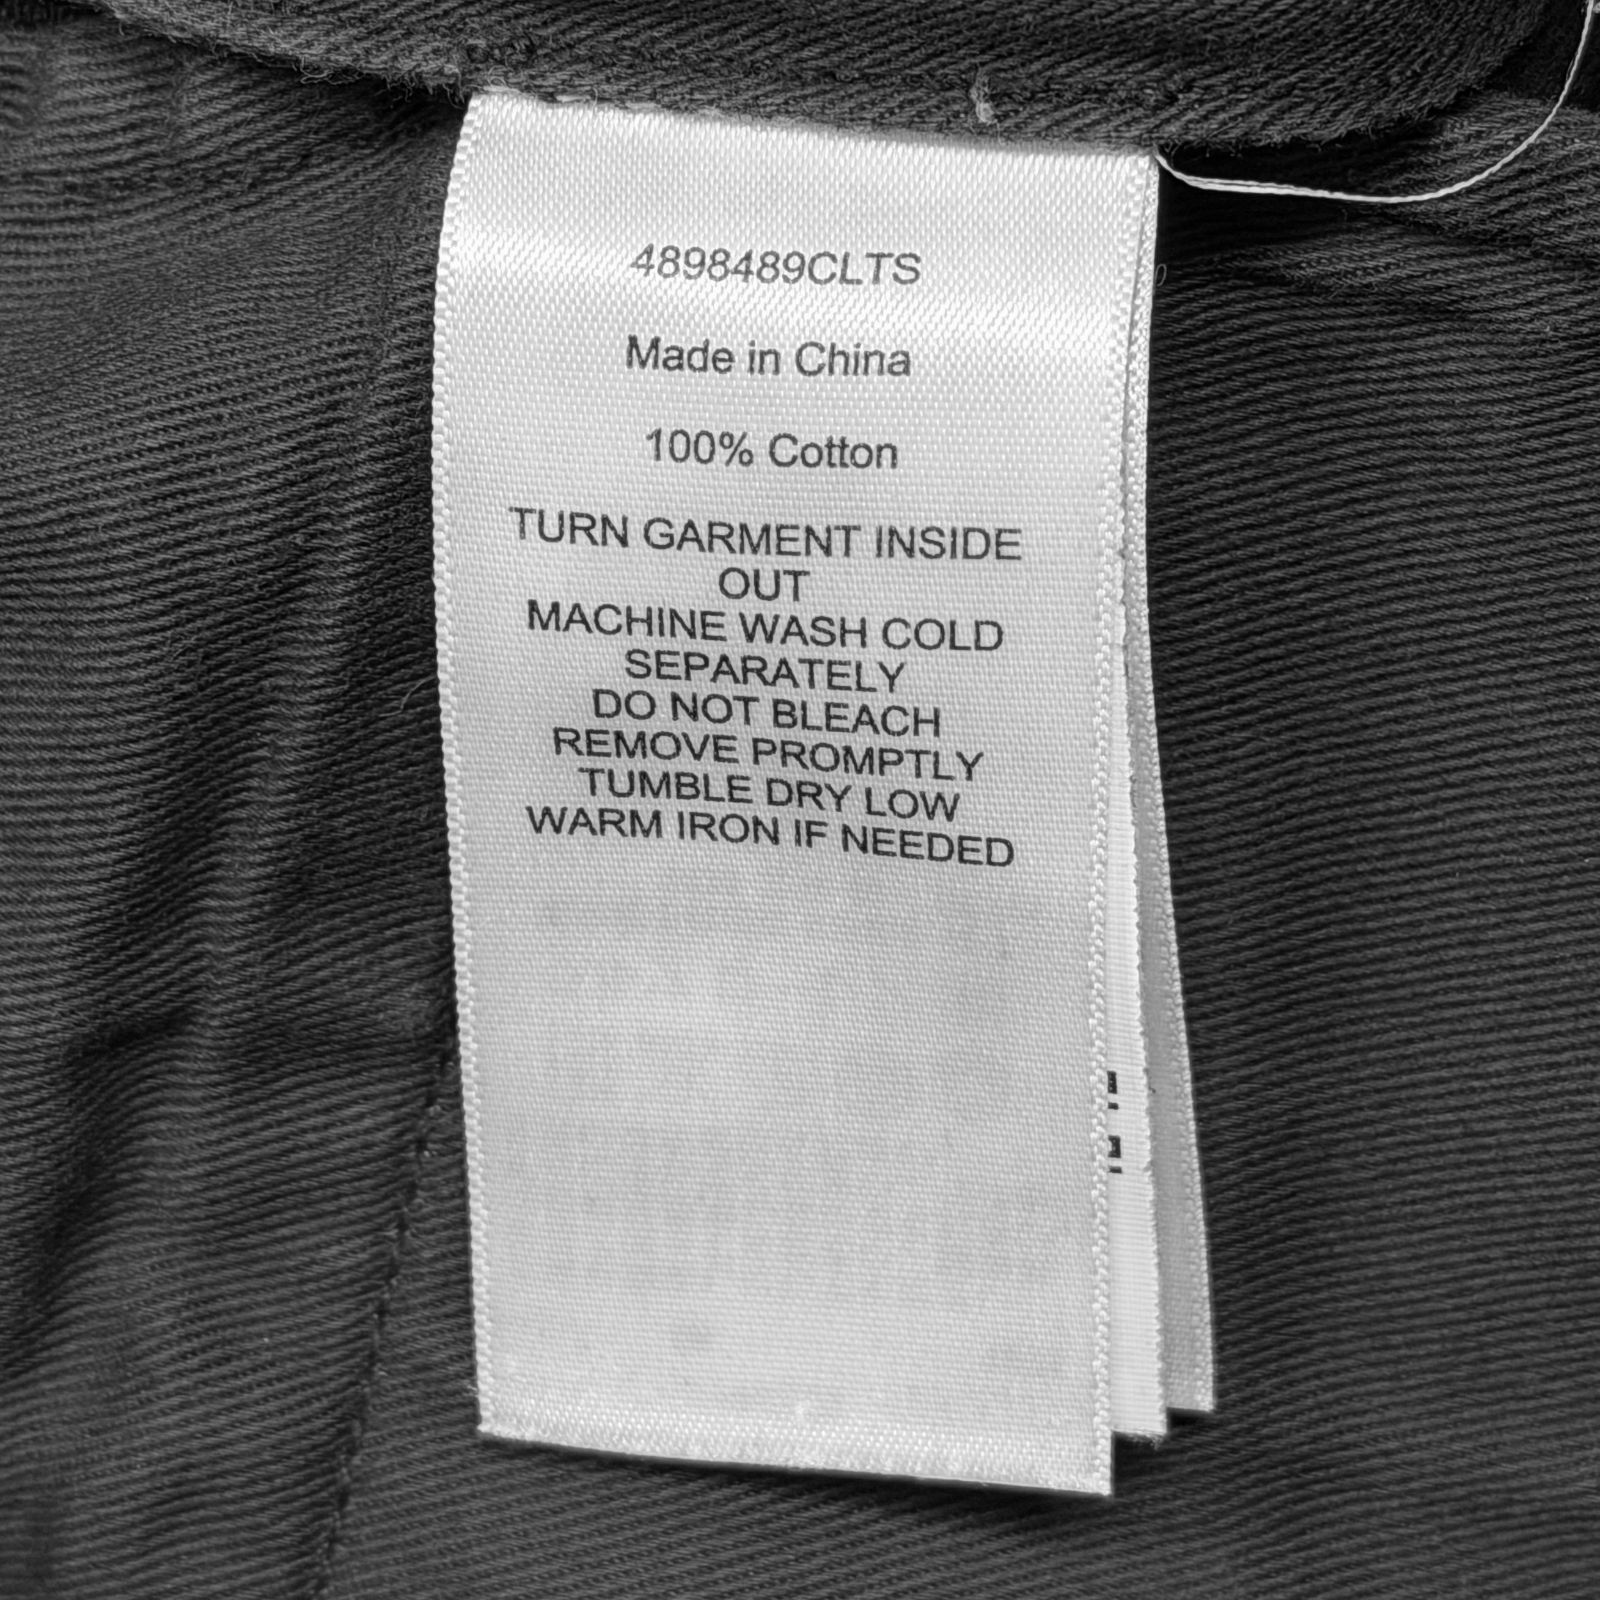 4898489CLTS
Made in China
100% Cotton
TURN GARMENT INSIDE
OUT
MACHINE WASH COLD
SEPARATELY
DO NOT BLEACH
REMOVE PROMPTLY
TUMBLE DRY LOW
WARM IRON IF NEEDED